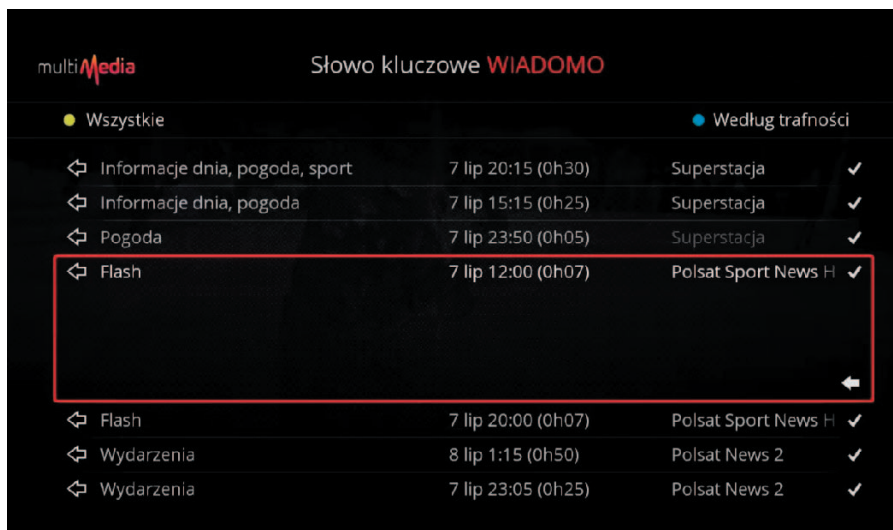 multiMedia Słowo kluczowe WIADOMO
Wszystkie Według trafności
Informacje dnia, pogoda, sport 7 lip 20:15 (0h30) Superstacja
Informacje dnia, pogoda 7 lip 15:15 (0h25) Superstacja
Pogoda 7 lip 23:50 (0h05) Superstacja
Flash 7 lip 12:00 (0h07) Polsat Sport News H
Flash 7 lip 20:00 (0h07) Polsat Sport News H
Wydarzenia 8 lip 1:15 (0h50) Polsat News 2
Wydarzenia 7 lip 23:05 (0h25) Polsat News 2